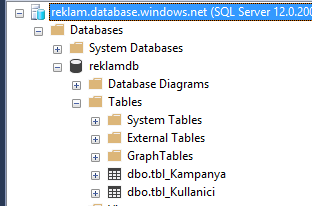 reklam.database.windows.net (SQL Server 12.0.200
Databases
System Databases
reklamdb
Database Diagrams
Tables
System Tables
External Tables
GraphTables
dbo.tbl_Kampanya
dbo.tbl_Kullanici